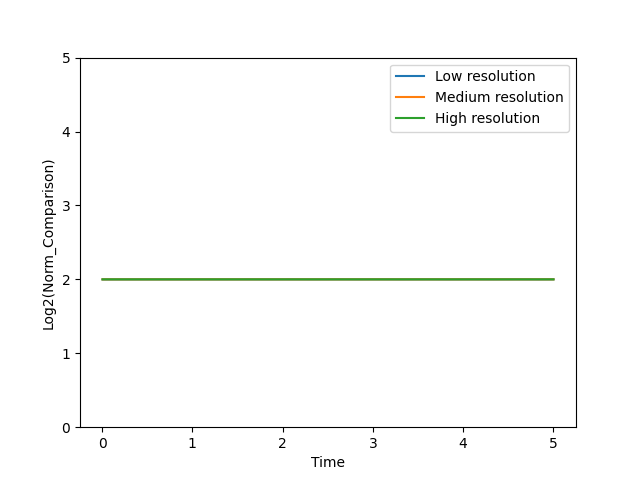 5
4
3
2
1
0
Log2(Norm_Comparison)
Low resolution
Medium resolution
High resolution
0 1 2 3 4 5
Time